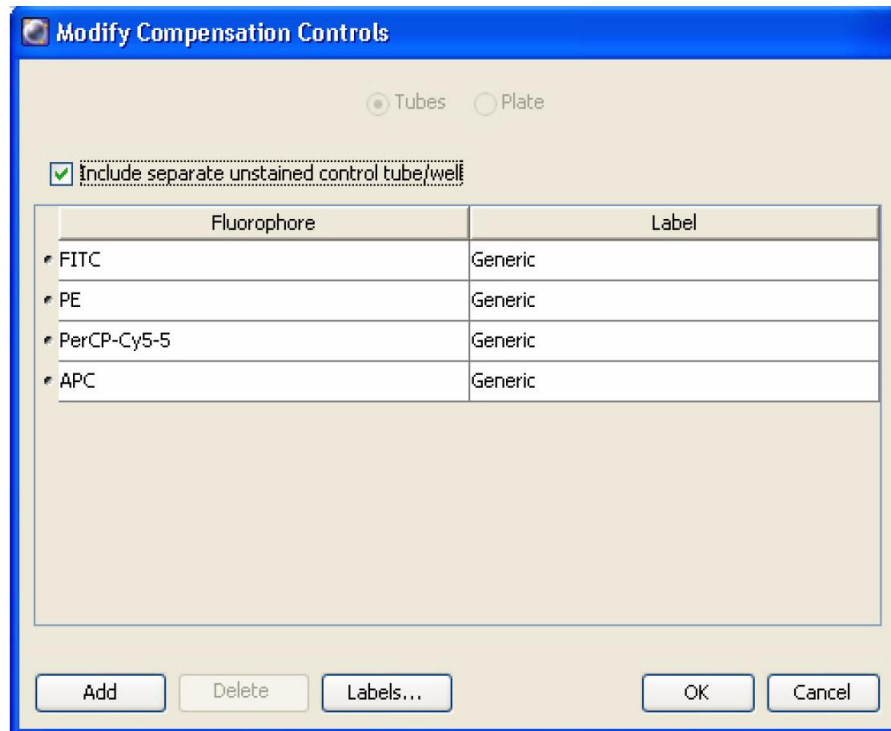 Modify Compensation Controls
Tubes Plate
Include separate unstained control tube/well
Fluorophore Label
FITC Generic
PE Generic
PerCP-Cy5-5 Generic
APC Generic
Add Delete Labels... OK Cancel